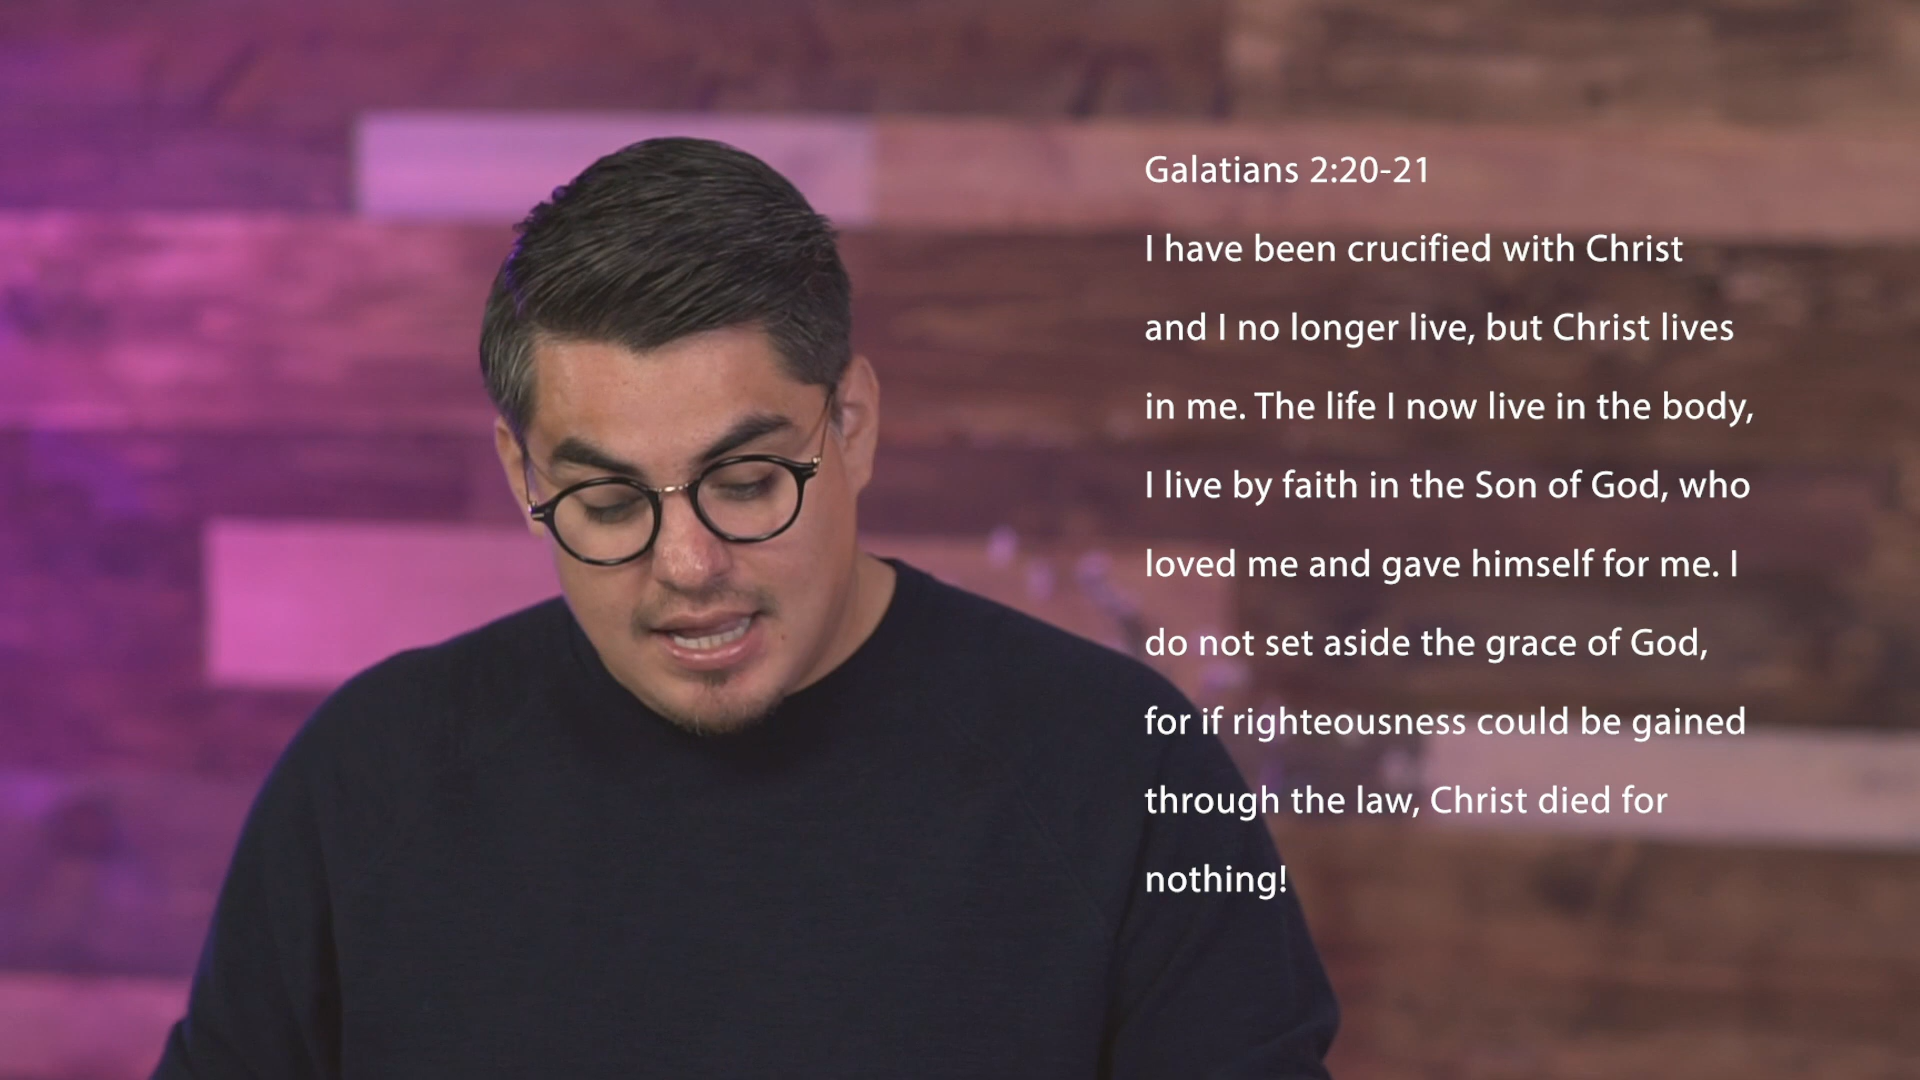 Galatians 2:20-21
I have been crucified with Christ
and I no longer live, but Christ lives
in me. The life I now live in the body,
I live by faith in the Son of God, who
loved me and gave himself for me. I
do not set aside the grace of God,
for if righteousness could be gained
through the law, Christ died for
nothing!